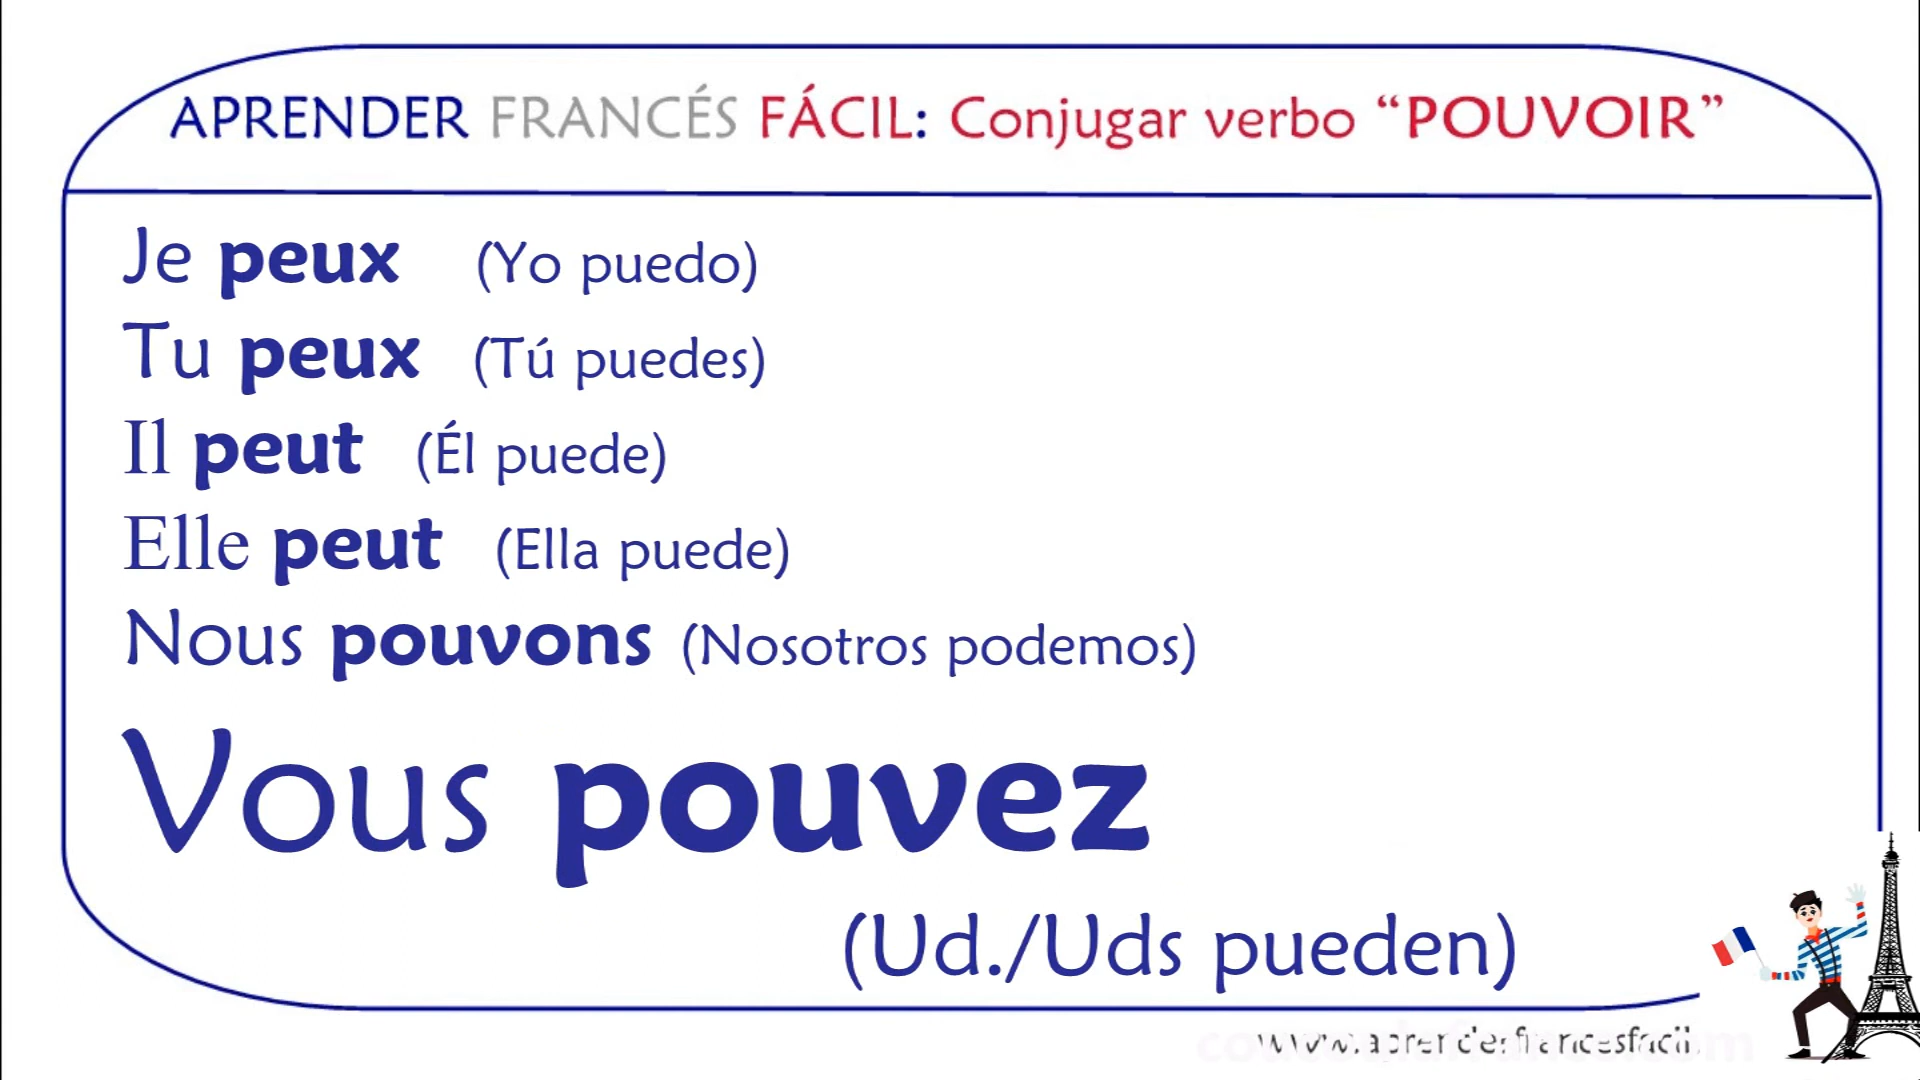 APRENDER FRANCÉS FÁCIL: Conjugar verbo “POUVOIR”
Je peux (Yo puedo)
Tu peux (Tú puedes)
Il peut (Él puede)
Elle peut (Ella puede)
Nous pouvons (Nosotros podemos)
Vous pouvez
(Ud./Uds pueden)